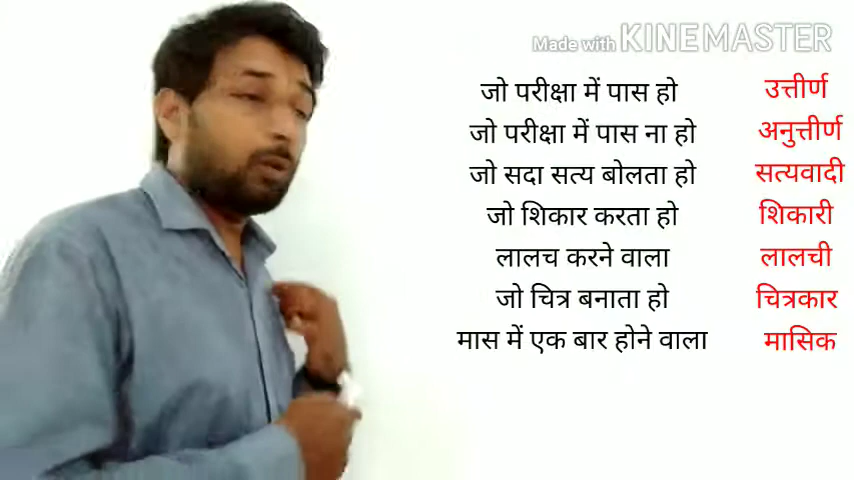 Made with KINEMASTER
जो परीक्षा में पास हो उत्तीर्ण
जो परीक्षा में पास ना हो अनुत्तीर्ण
जो सदा सत्य बोलता हो सत्यवादी
जो शिकार करता हो शिकारी
लालच करने वाला लालची
जो चित्र बनाता हो चित्रकार
मास में एक बार होने वाला मासिक